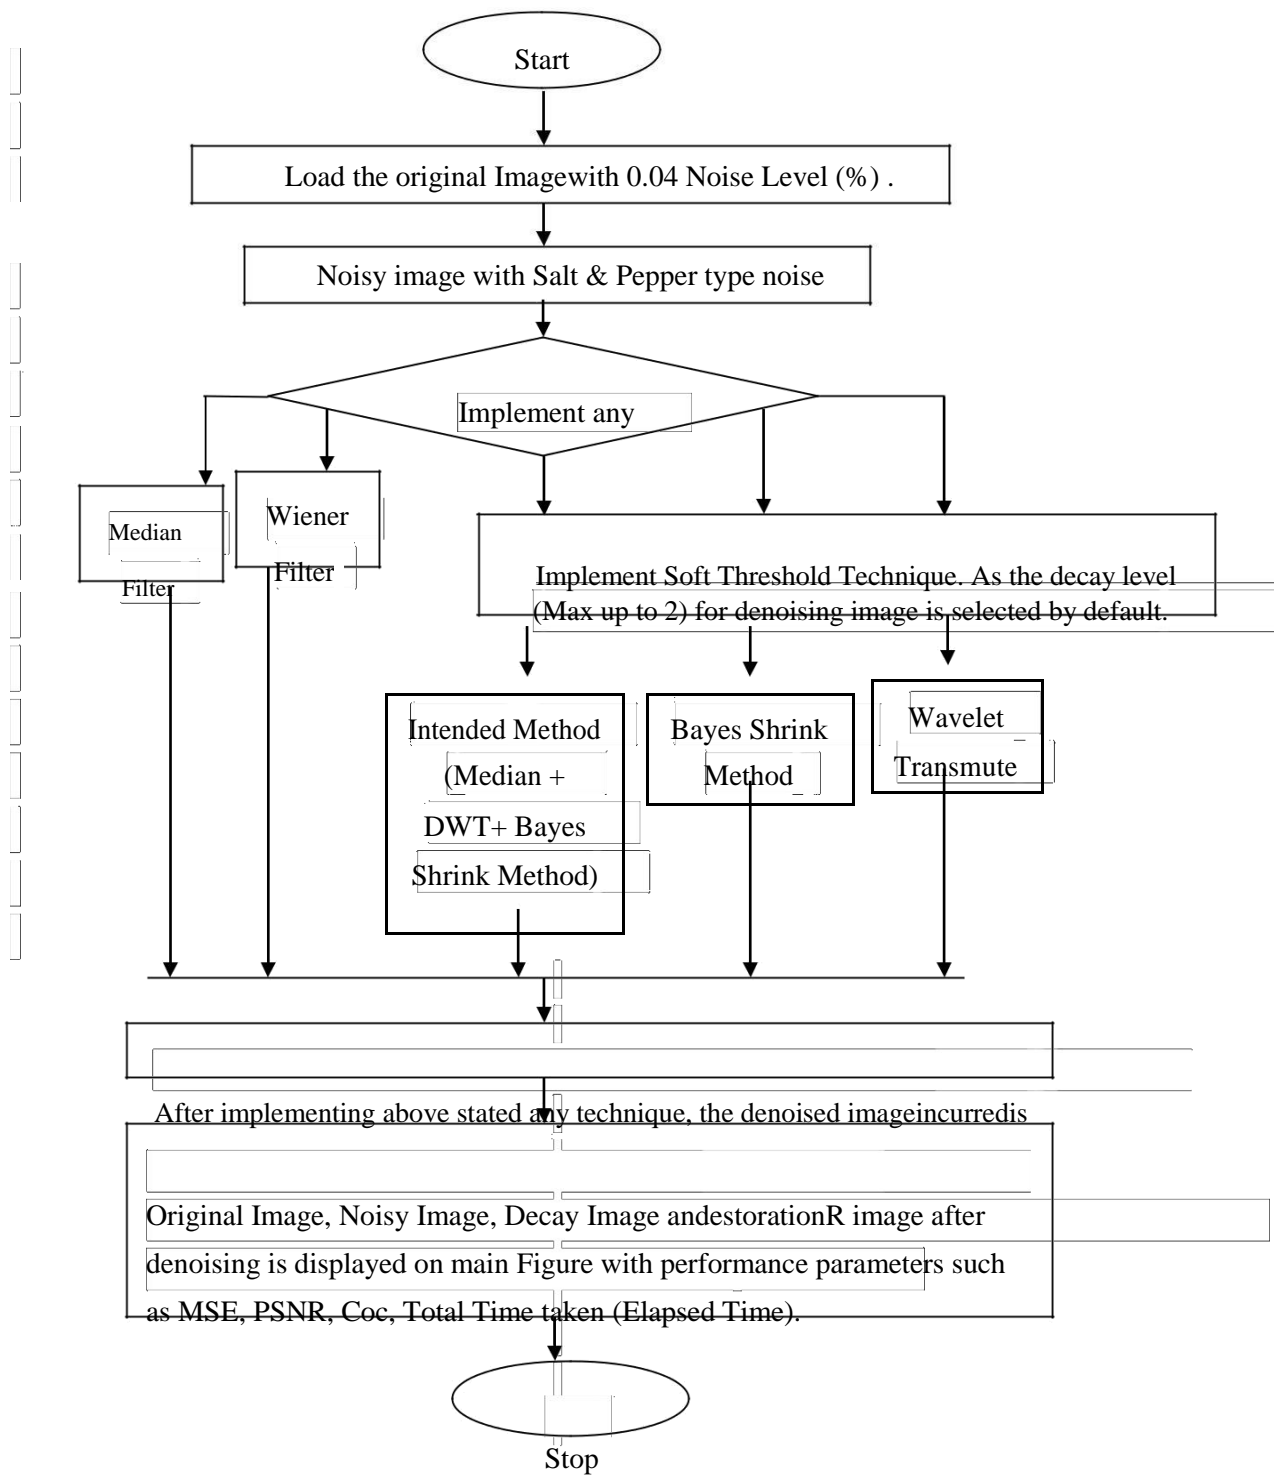 Start
Load the original Imagewith 0.04 Noise Level (%) .
Noisy image with Salt & Pepper type noise
Implement any
Median
Filter
Wiener
Filter
Implement Soft Threshold Technique. As the decay level
(Max up to 2) for denoising image is selected by default.
Intended Method
(Median +
DWT+ Bayes
Shrink Method)
Bayes Shrink
Method
Wavelet
Transmute
After implementing above stated any technique, the denoised imageincurredis
Original Image, Noisy Image, Decay Image andestorationR image after
denoising is displayed on main Figure with performance parameters such
as MSE, PSNR, Coc, Total Time taken (Elapsed Time).
Stop